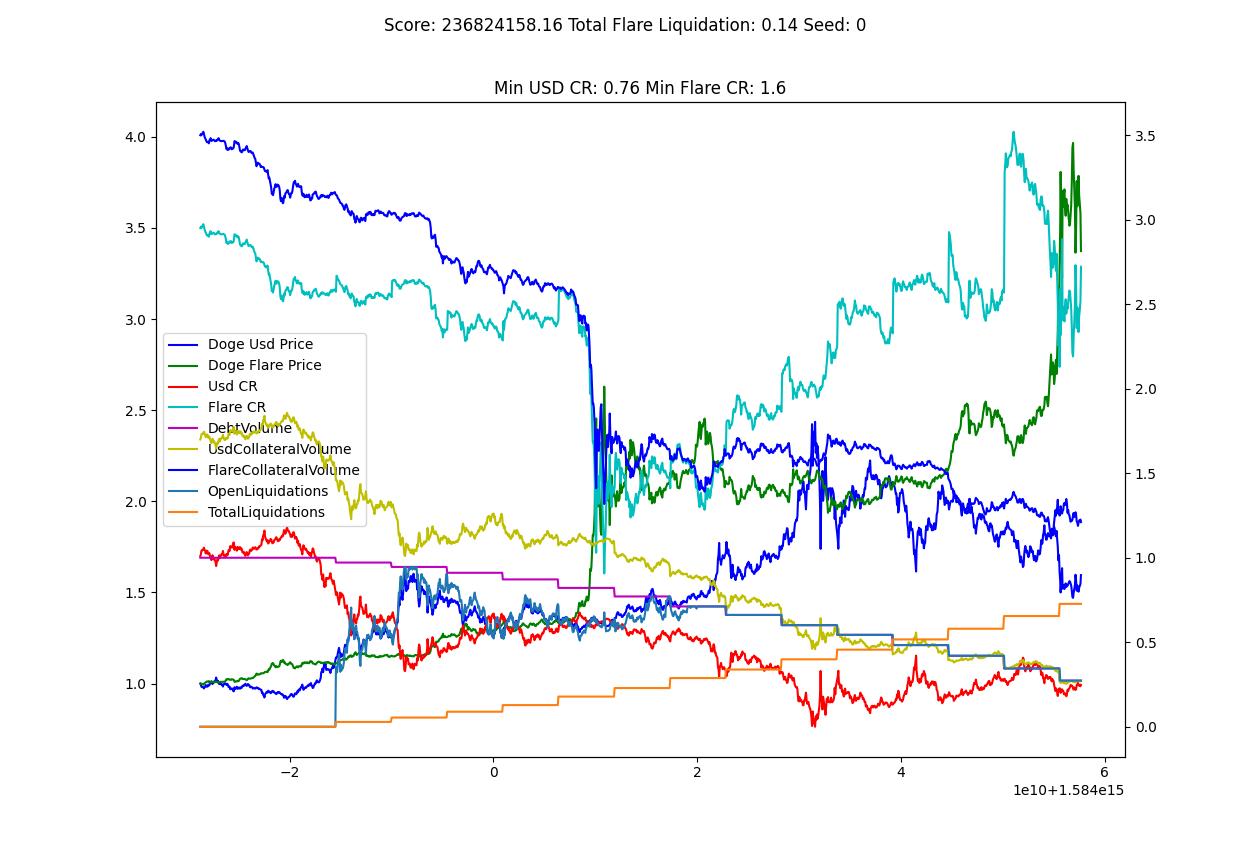 Score: 236824158.16 Total Flare Liquidation: 0.14 Seed: 0
Min USD CR: 0.76 Min Flare CR: 1.6
4.0
3.5
3.0
2.5
2.0
1.5
1.0
Doge Usd Price
Doge Flare Price
Usd CR
Flare CR
DebtVolume
UsdCollateralVolume
FlareCollateralVolume
OpenLiquidations
TotalLiquidations
3.5
3.0
2.5
2.0
1.5
1.0
0.5
0.0
−2 0 2 4 6
1e10+1.584e15